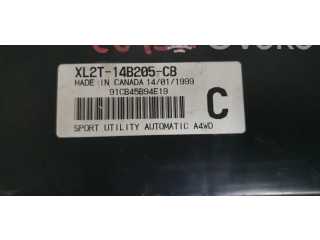 XL2T-14B205-CB
MADE IN CANADA 14/01/1999
91CB45B94E19
C
SPORT UTILITY AUTOMATIC A4WD